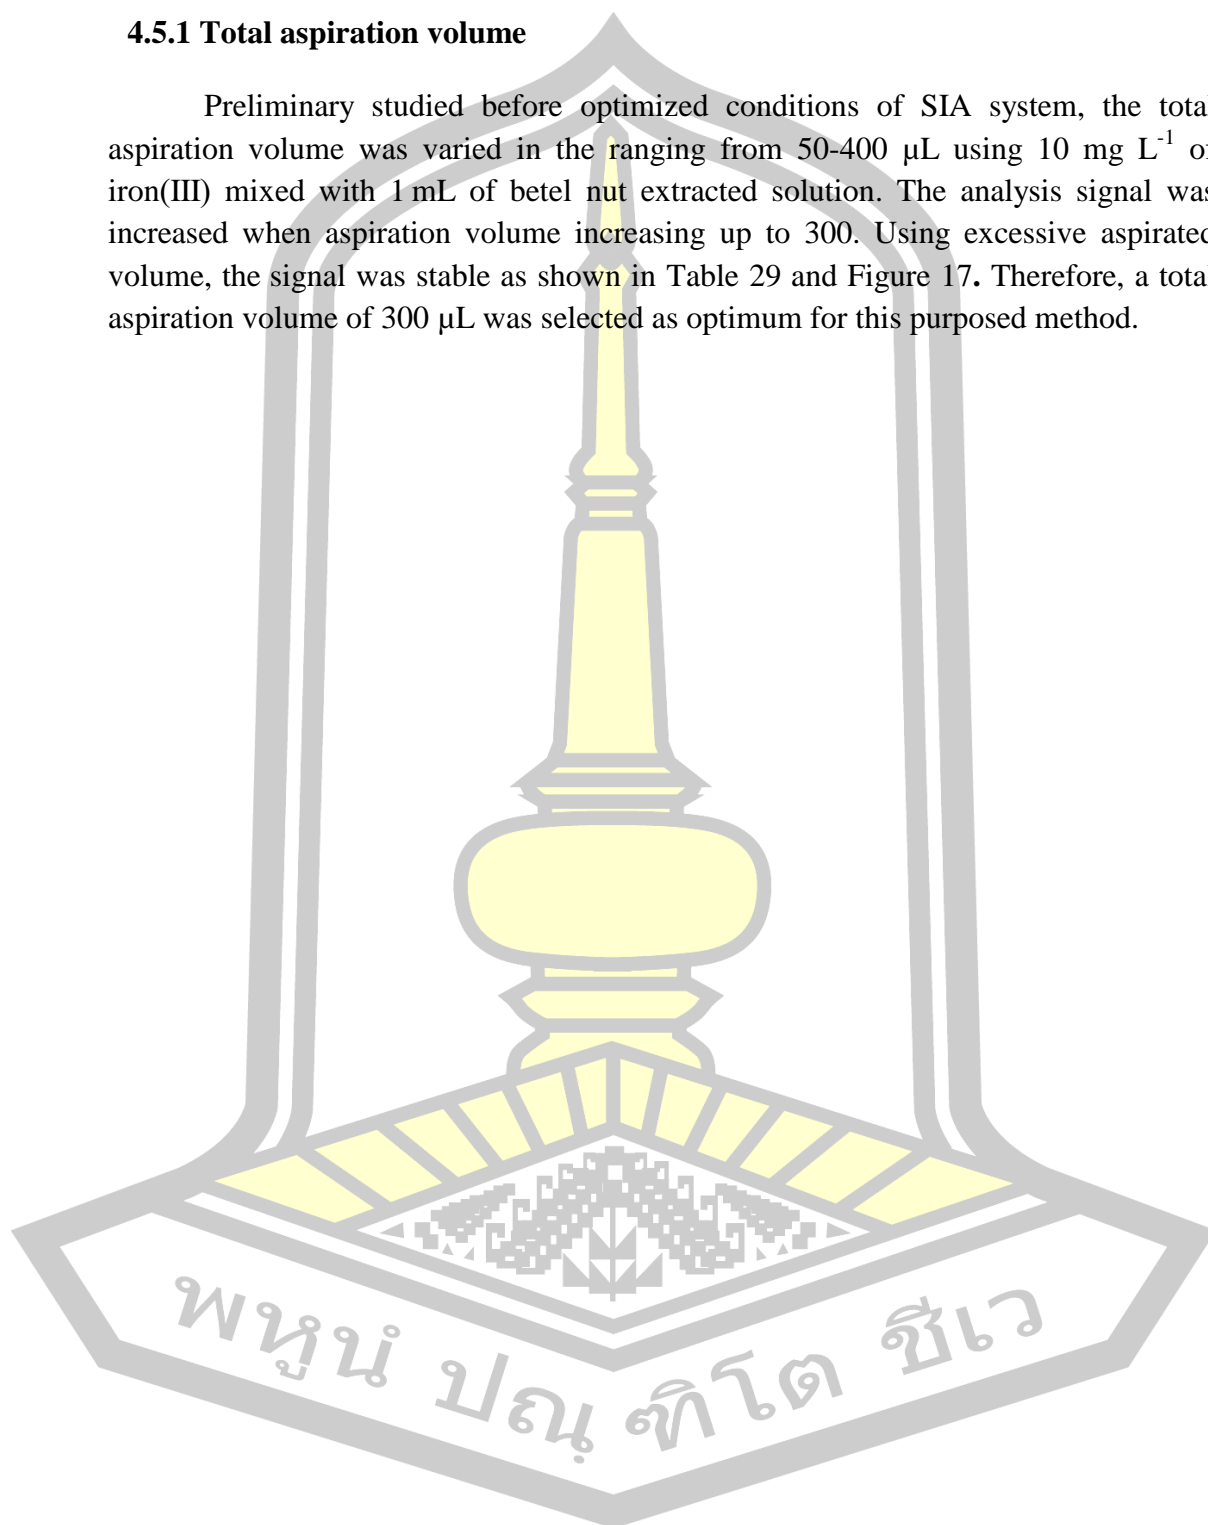 4.5.1 Total aspiration volume
Preliminary studied before optimized conditions of SIA system, the total
aspiration volume was varied in the ranging from 50-400 µL using 10 mg L⁻¹ of
iron(III) mixed with 1 mL of betel nut extracted solution. The analysis signal was
increased when aspiration volume increasing up to 300. Using excessive aspirated
volume, the signal was stable as shown in Table 29 and Figure 17. Therefore, a total
aspiration volume of 300 µL was selected as optimum for this purposed method.
พหูนํ ปณฺฑิโต ชีเว